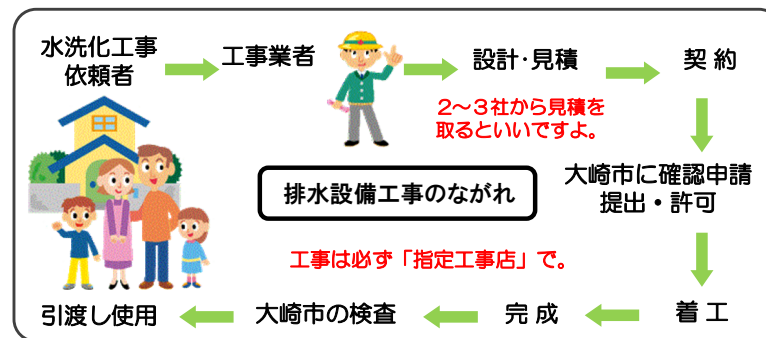 水洗化工事
依頼者
工事業者
設計･見積
契 約
２～３社から見積を
取るといいですよ。
大崎市に確認申請
提出・許可
排水設備工事のながれ
工事は必ず「指定工事店」で。
着 工
完 成
大崎市の検査
引渡し使用